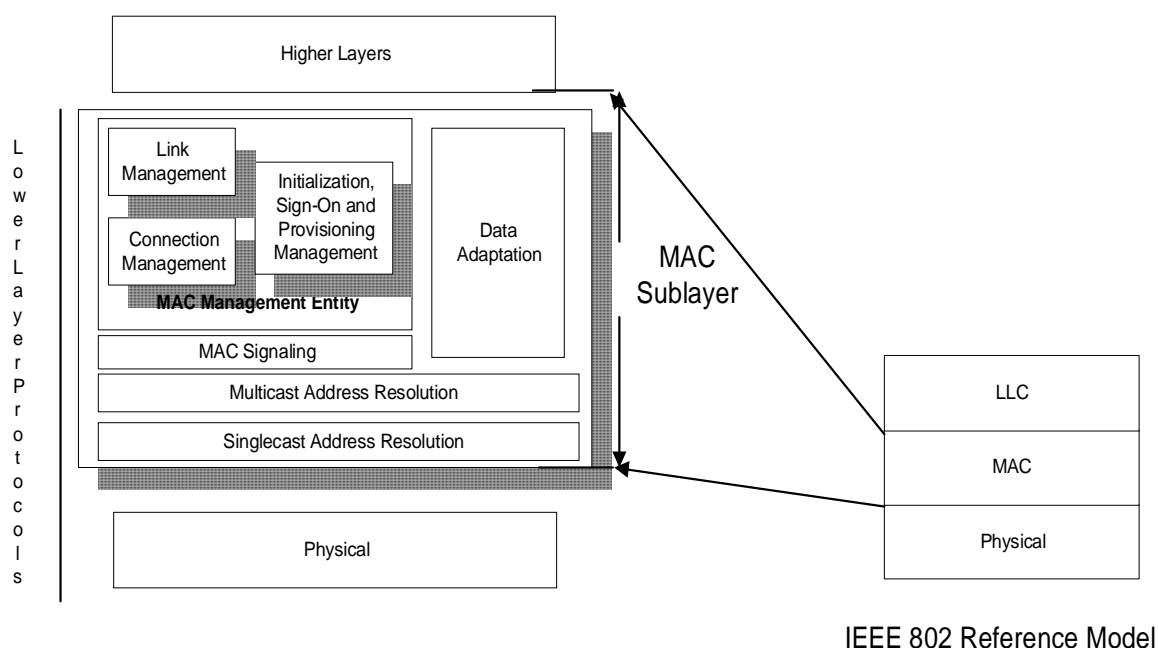 Higher Layers
Lower Layer Protocols
Link
Management
Initialization,
Sign-On and
Provisioning
Management
Connection
Management
MAC Management Entity
Data
Adaptation
MAC
Sublayer
MAC Signaling
Multicast Address Resolution
Singlecast Address Resolution
Physical
LLC
MAC
Physical
IEEE 802 Reference Model